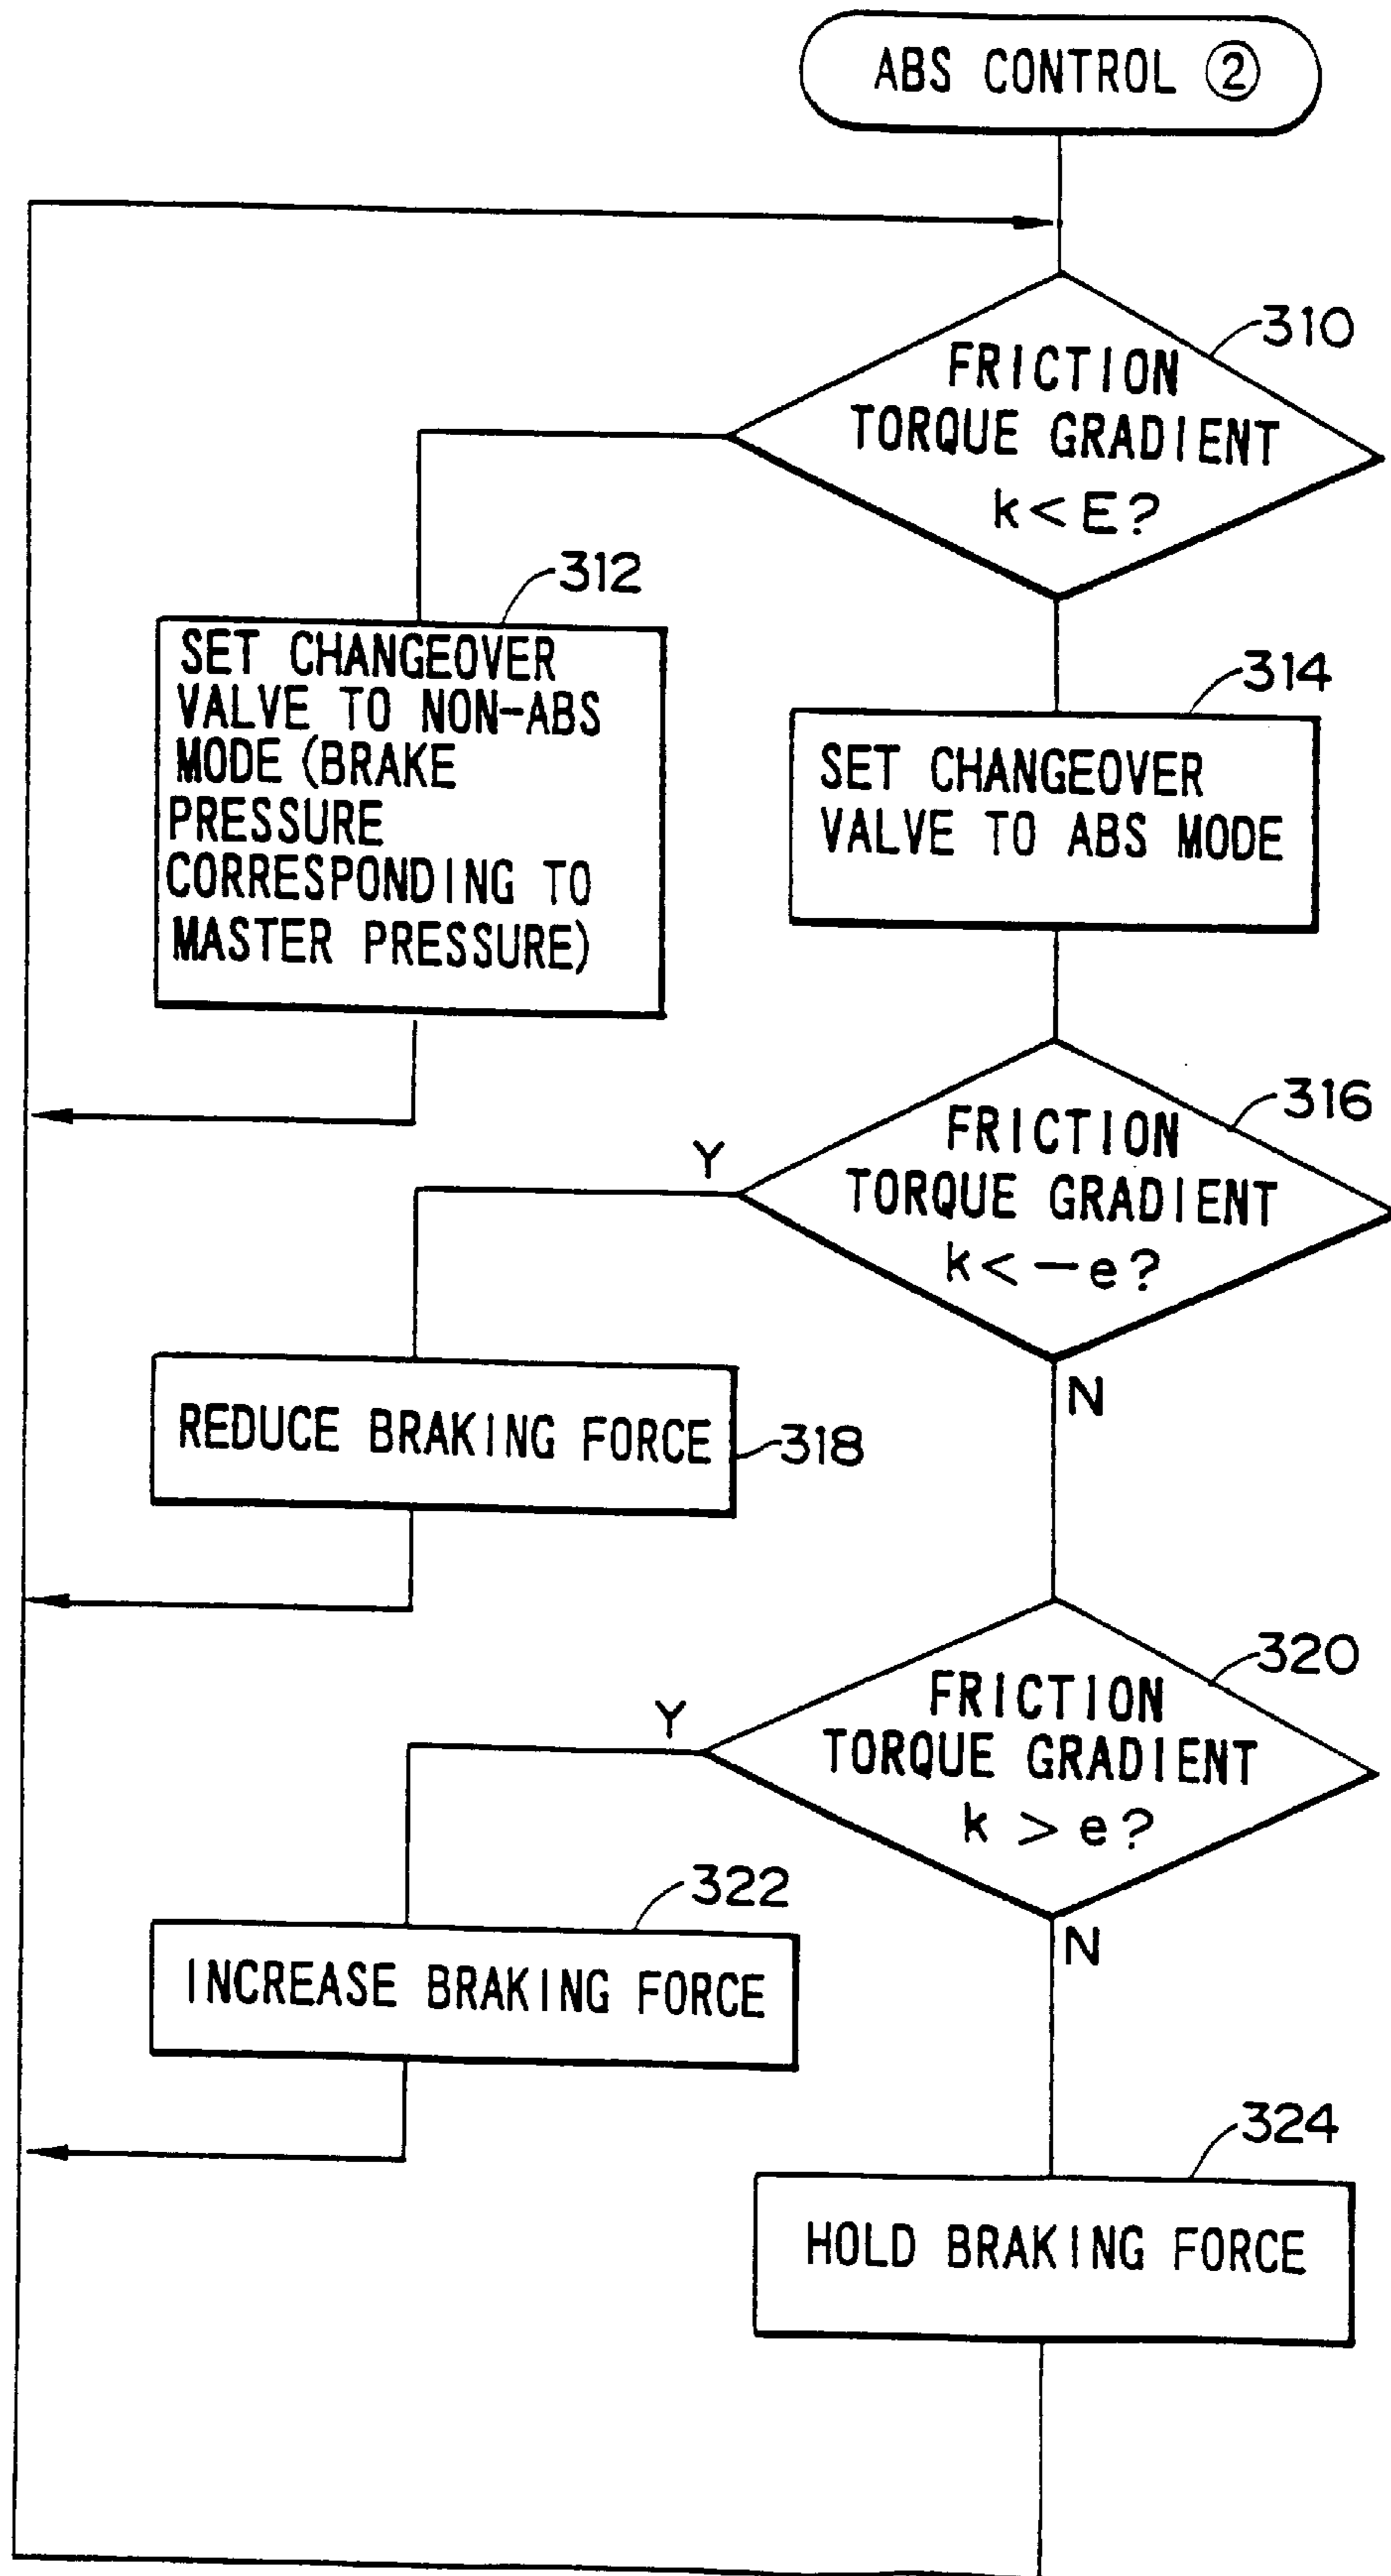 ABS CONTROL ②
310
FRICTION
TORQUE GRADIENT
k<E?
312
SET CHANGEOVER
VALVE TO NON-ABS
MODE (BRAKE
PRESSURE
CORRESPONDING TO
MASTER PRESSURE)
314
SET CHANGEOVER
VALVE TO ABS MODE
316
FRICTION
TORQUE GRADIENT
k<-e?
Y
N
REDUCE BRAKING FORCE
318
320
FRICTION
TORQUE GRADIENT
k > e?
Y
N
322
INCREASE BRAKING FORCE
324
HOLD BRAKING FORCE